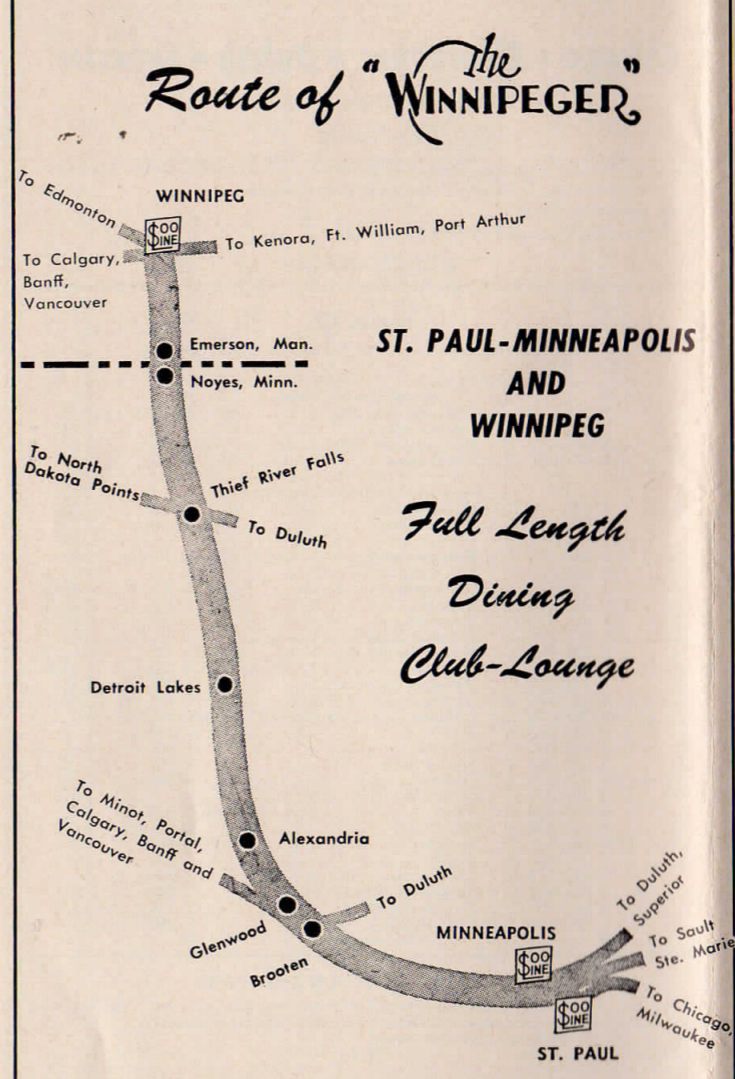 Route of "The
WINNIPEGER"
To Edmonton
WINNIPEG
SOO
LINE
To Kenora, Ft. William, Port Arthur
To Calgary,
Banff,
Vancouver
Emerson, Man.
Noyes, Minn.
ST. PAUL-MINNEAPOLIS
AND
WINNIPEG
To North
Dakota Points
Thief River Falls
To Duluth
Full Length
Dining
Club-Lounge
Detroit Lakes
To Minot, Portal,
Calgary, Banff and
Vancouver
Alexandria
To Duluth
Glenwood
Brooten
MINNEAPOLIS
SOO
LINE
To Duluth,
Superior
To Sault
Ste. Marie
To Chicago,
Milwaukee
SOO
LINE
ST. PAUL